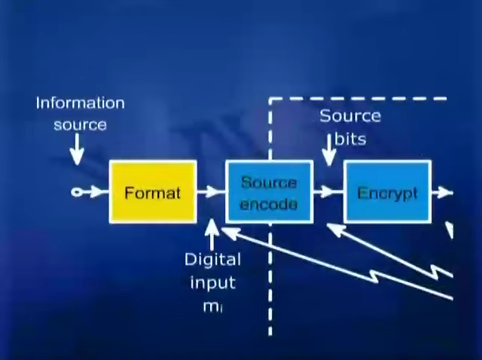 Information
source
Source
bits
Format
Source
encode
Encrypt
Digital
input
mᵢ